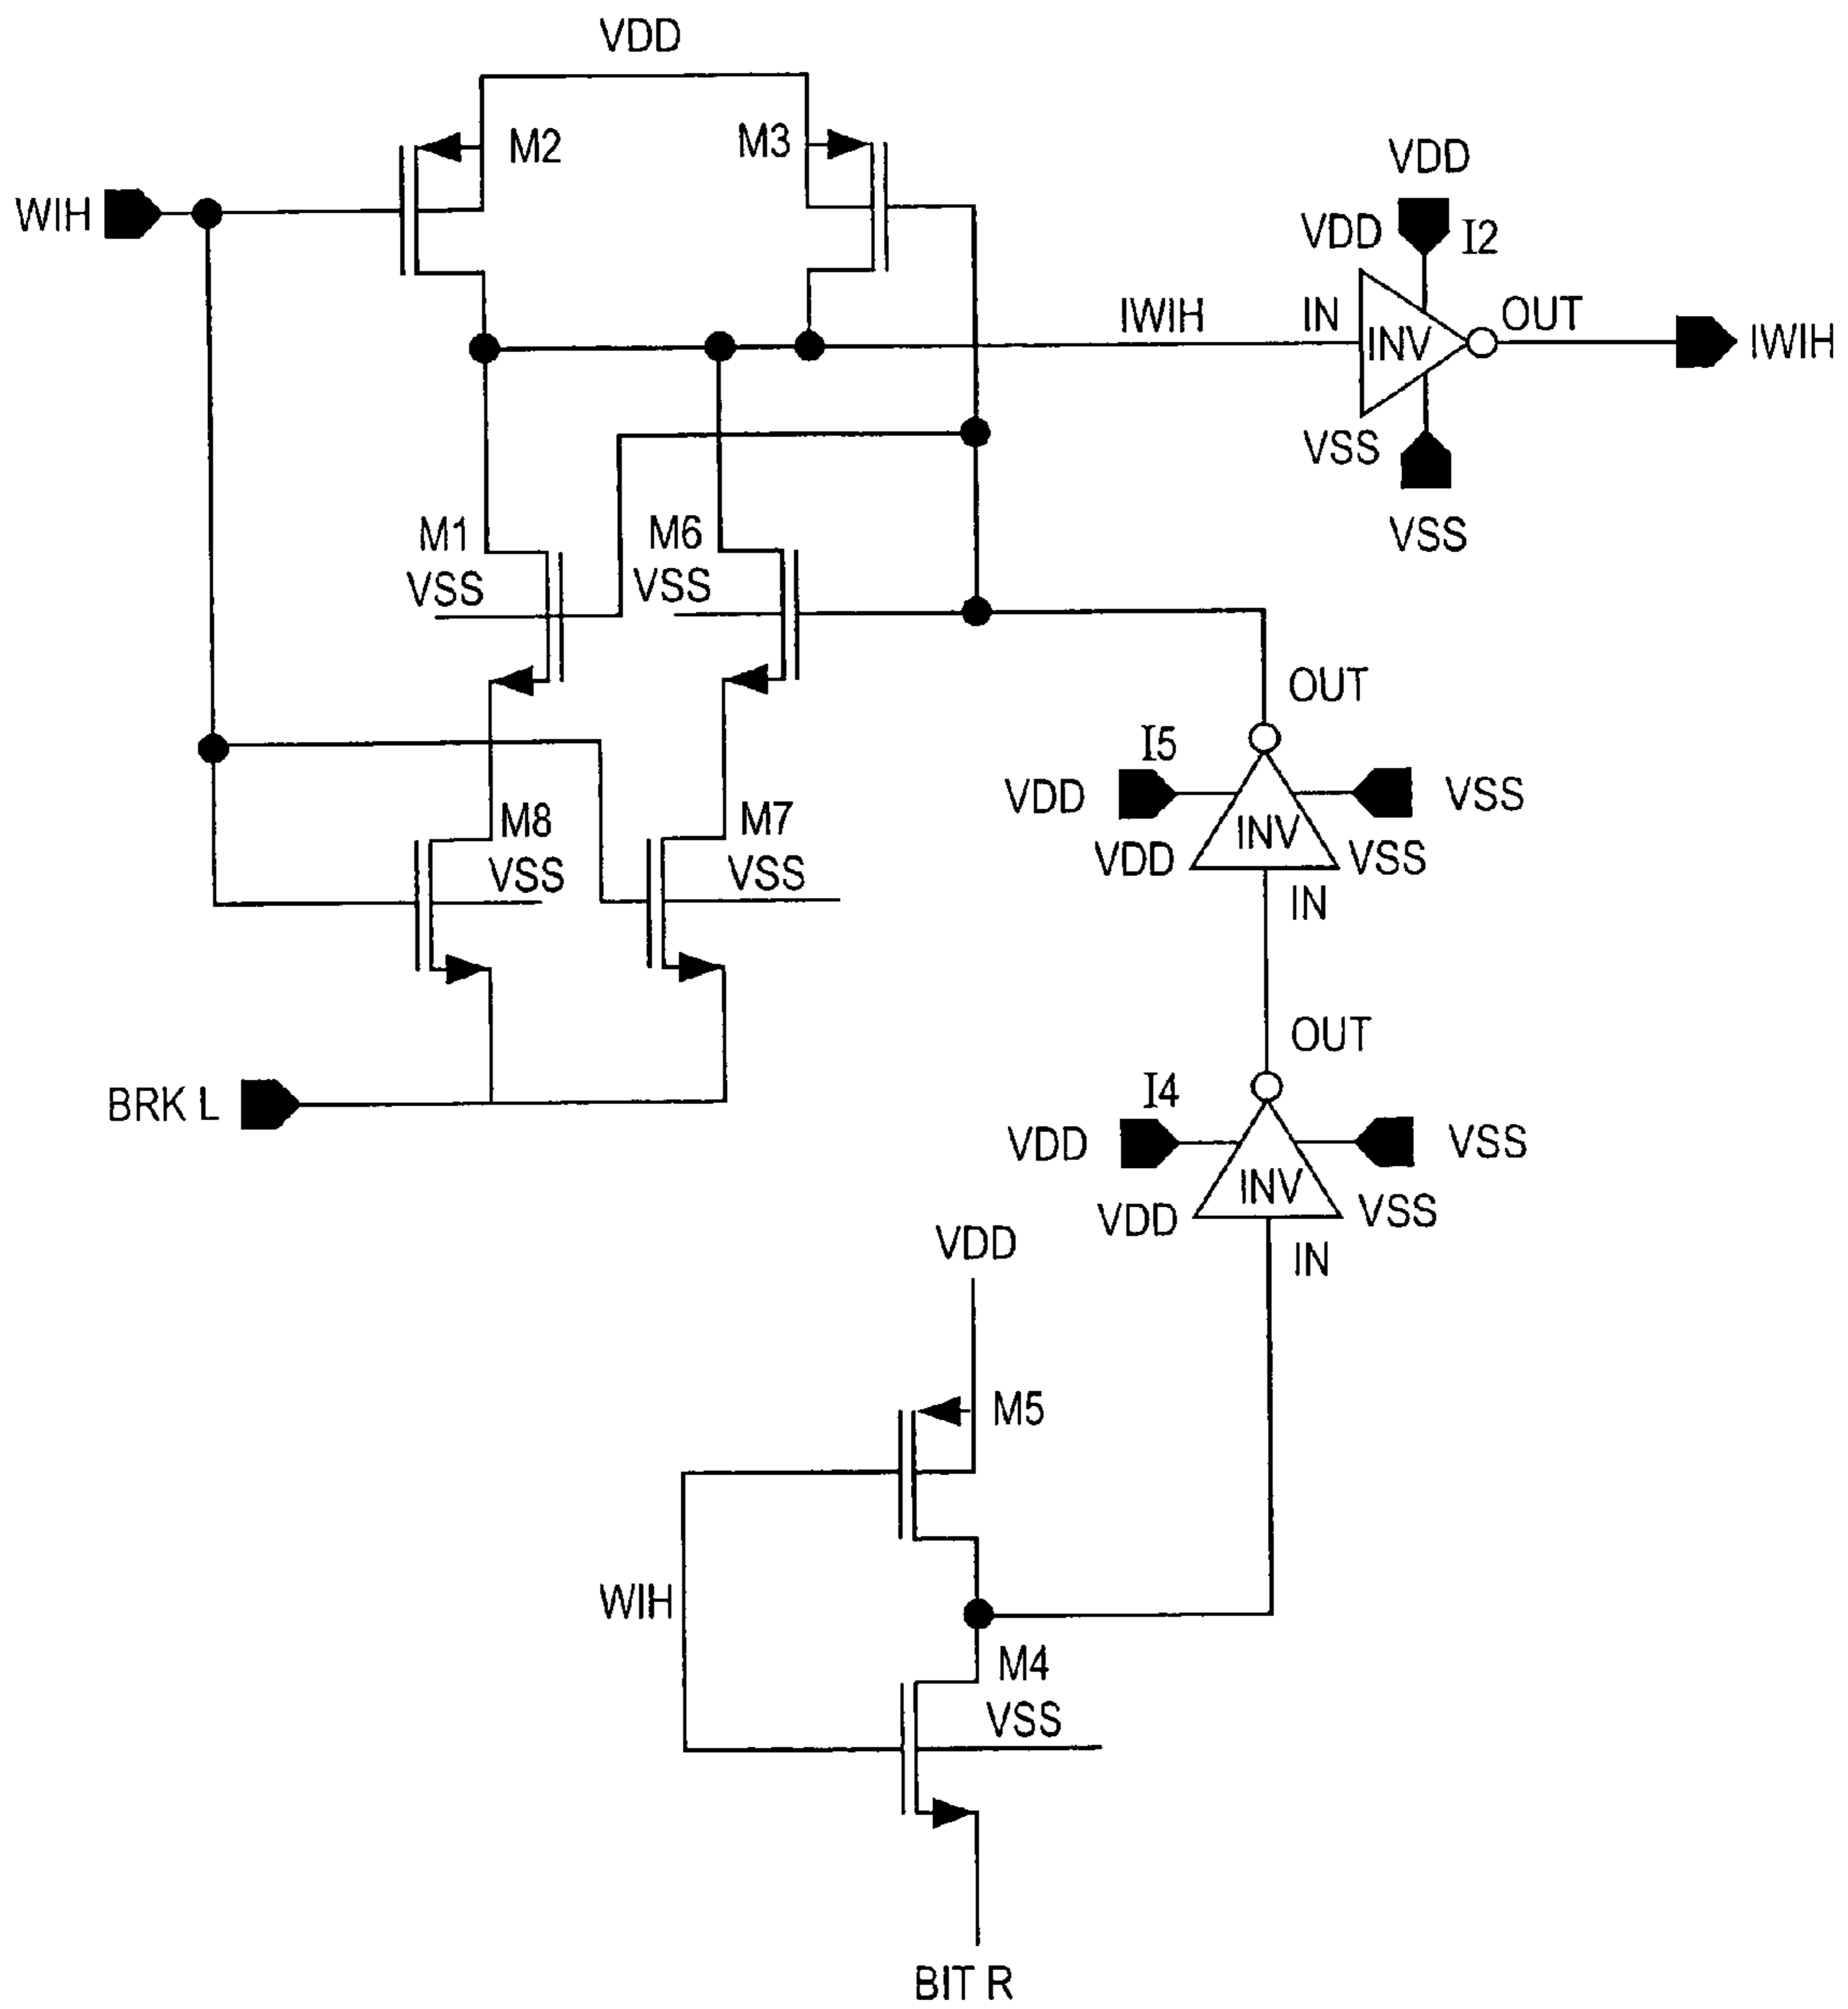 VDD
M2
M3
VDD
WIH
VDD
I2
IWIH
IN
OUT
INV
IWIH
VSS
VSS
M1
VSS
M6
VSS
OUT
I5
VDD
VSS
INV
VDD
VSS
IN
M8
VSS
M7
VSS
OUT
BRK L
I4
VDD
VSS
INV
VDD
VSS
IN
VDD
M5
WIH
M4
VSS
BIT R